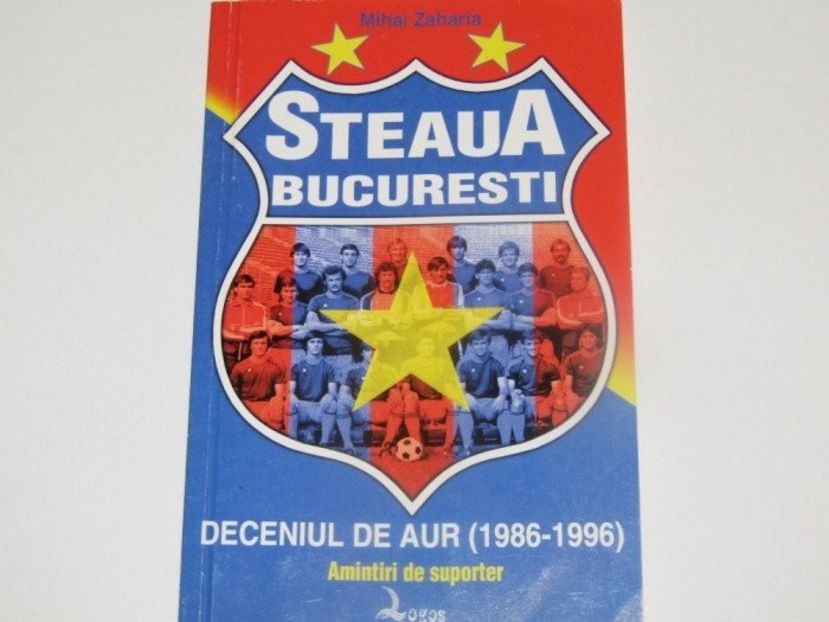 Mihai Zaharia
STEAUA
BUCURESTI
DECENIUL DE AUR (1986-1996)
Amintiri de suporter
Logos